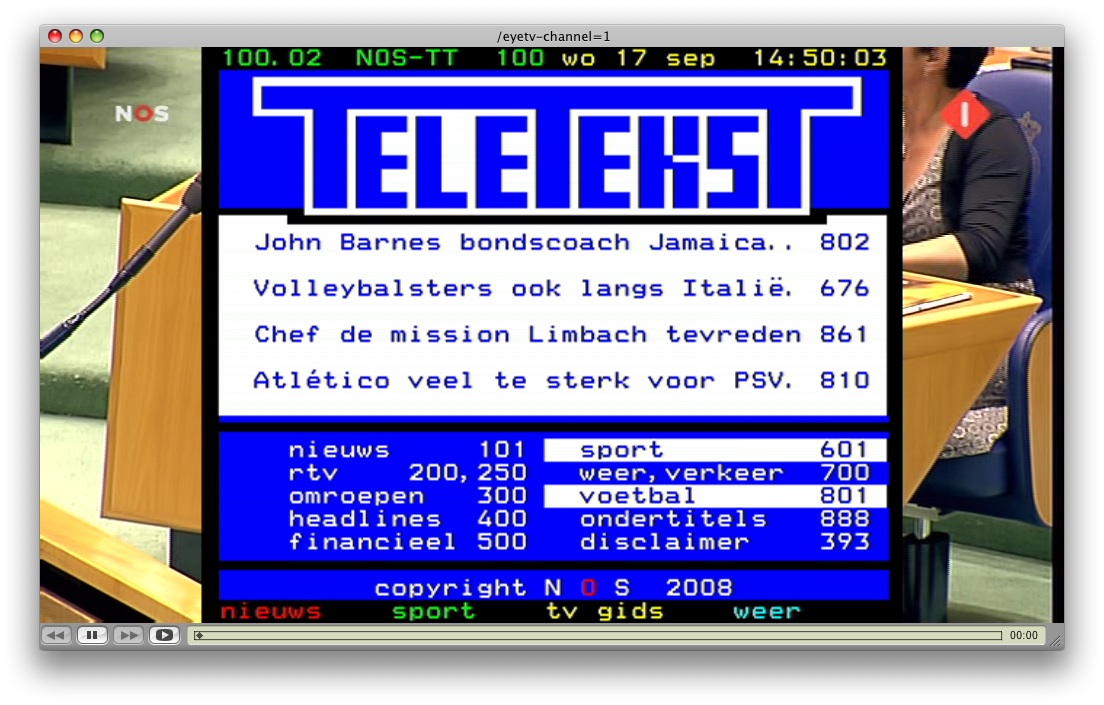 /eyetv-channel=1
100.02 NOS-TT 100 wo 17 sep 14:50:03
NOS
TELETEKST
John Barnes bondscoach Jamaica.. 802
Volleybalsters ook langs Italië. 676
Chef de mission Limbach tevreden 861
Atlético veel te sterk voor PSV. 810
nieuws 101 sport 601
rtv 200,250 weer,verkeer 700
omroepen 300 voetbal 801
headlines 400 ondertitels 888
financieel 500 disclaimer 393
copyright N O S 2008
nieuws sport tv gids weer
00:00